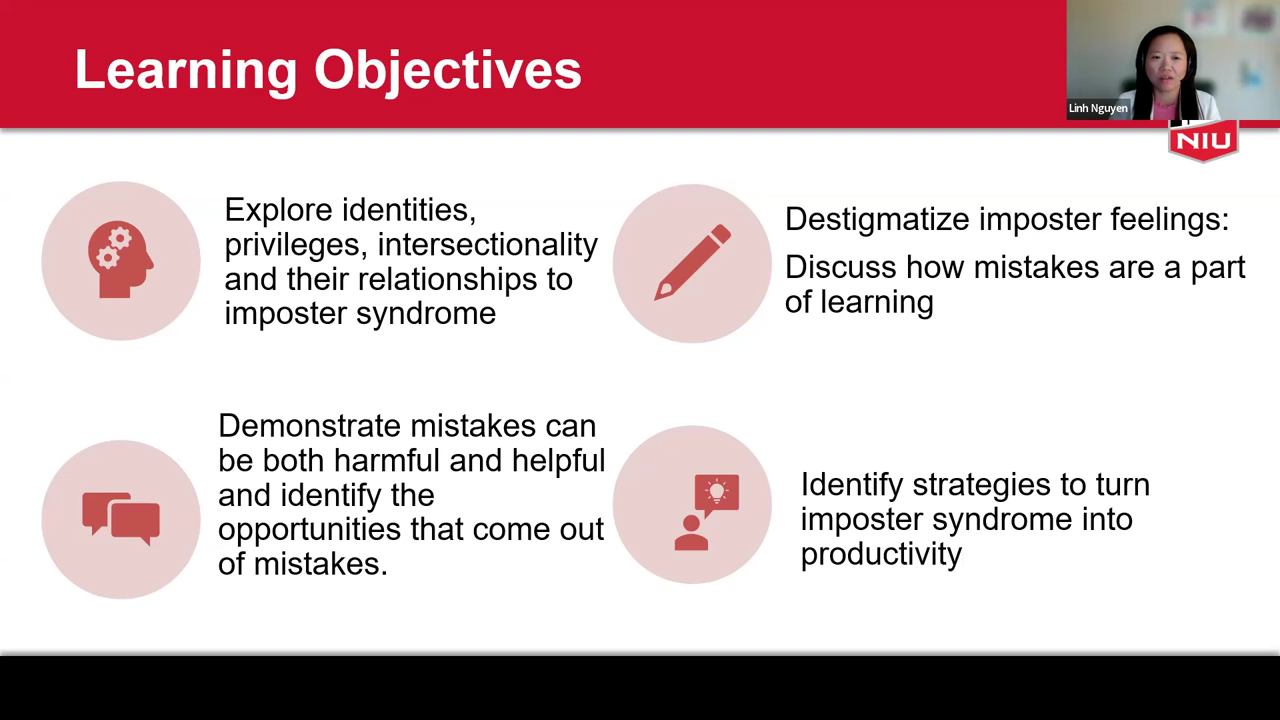 Learning Objectives
Linh Nguyen
NIU
Explore identities,
privileges, intersectionality
and their relationships to
imposter syndrome
Destigmatize imposter feelings:
Discuss how mistakes are a part
of learning
Demonstrate mistakes can
be both harmful and helpful
and identify the
opportunities that come out
of mistakes.
Identify strategies to turn
imposter syndrome into
productivity